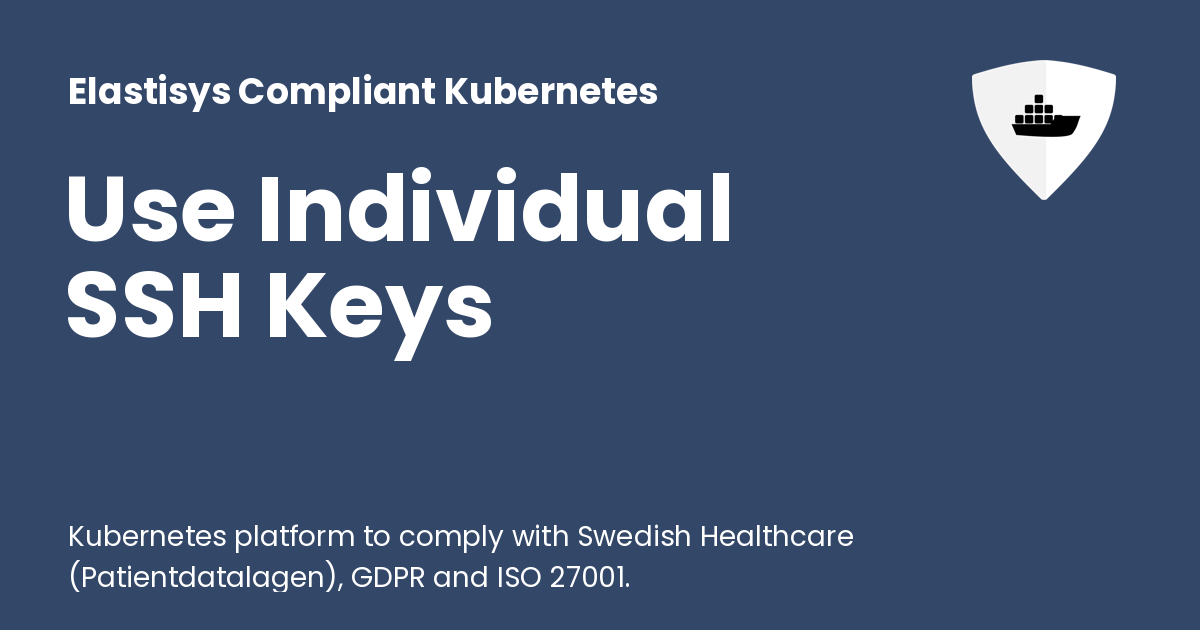 Elastisys Compliant Kubernetes
Use Individual
SSH Keys
Kubernetes platform to comply with Swedish Healthcare
(Patientdatalagen), GDPR and ISO 27001.